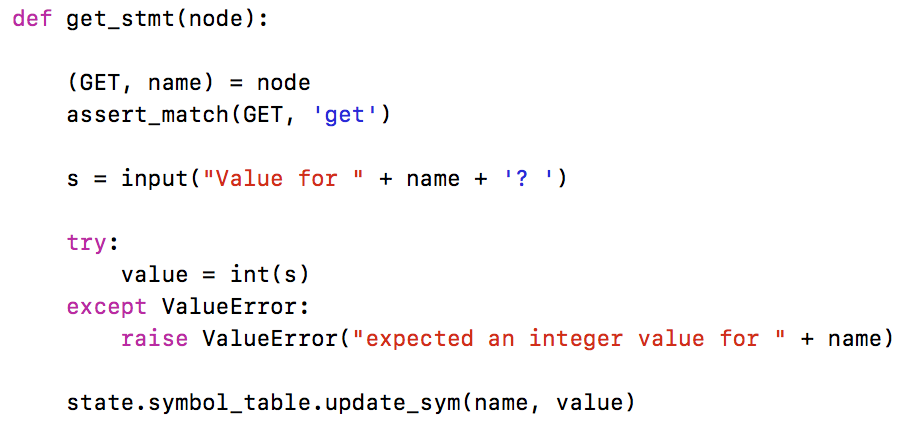 def get_stmt(node):
    (GET, name) = node
    assert_match(GET, 'get')
    s = input("Value for " + name + '? ')
    try:
        value = int(s)
    except ValueError:
        raise ValueError("expected an integer value for " + name)
    state.symbol_table.update_sym(name, value)